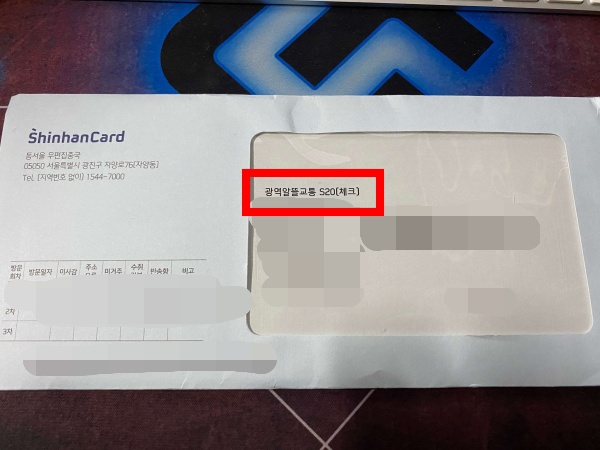 ShinhanCard
동서울 우편집중국
05050 서울특별시 광진구 자양로76(자양동)
Tel. (지역번호 없이) 1544-7000
광역알뜰교통 S20(체크)
방문회차 방문일자 이사감 주소 미거주 수취 반송함 비고
2차
3차